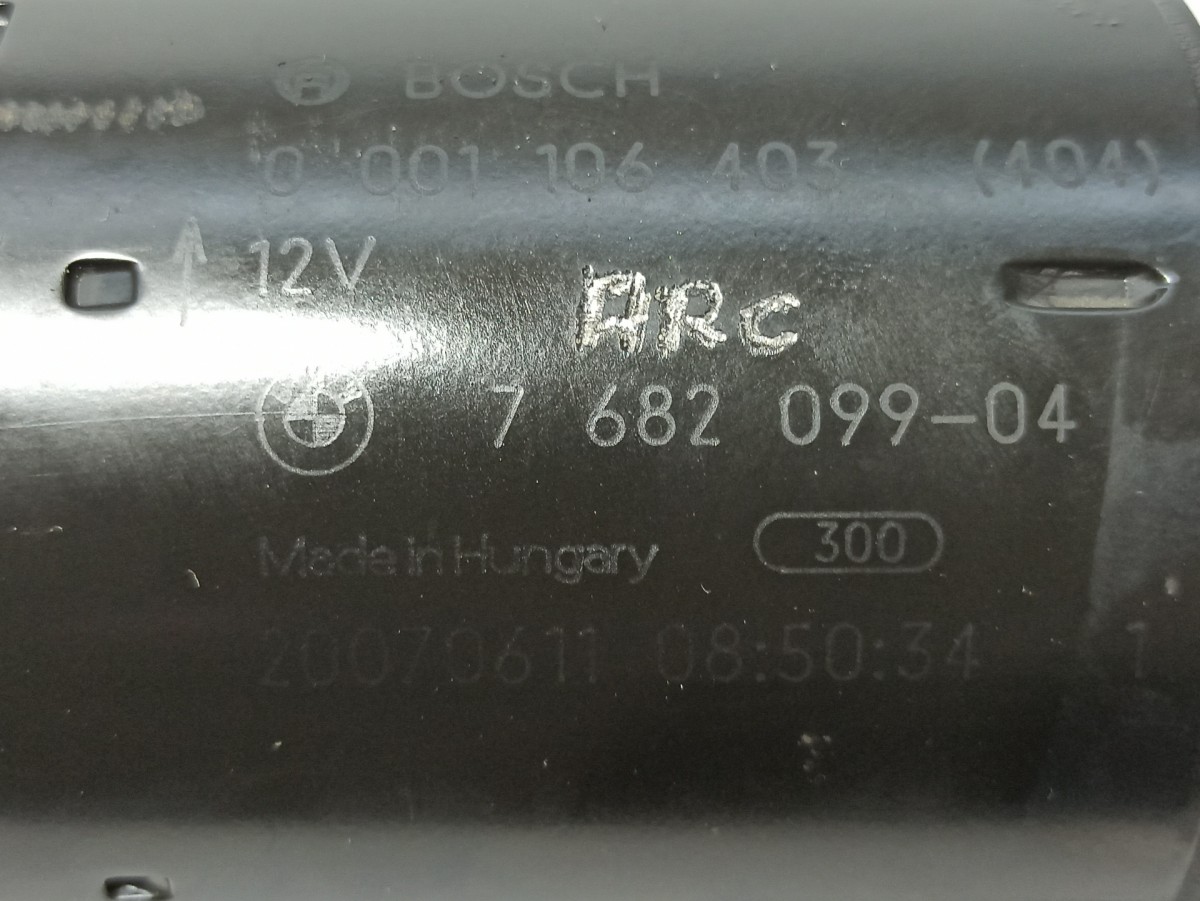 BOSCH
0 001 106 403 (404)
12V
ARC
7 682 099-04
Made in Hungary 300
20070611 08:50:34 1